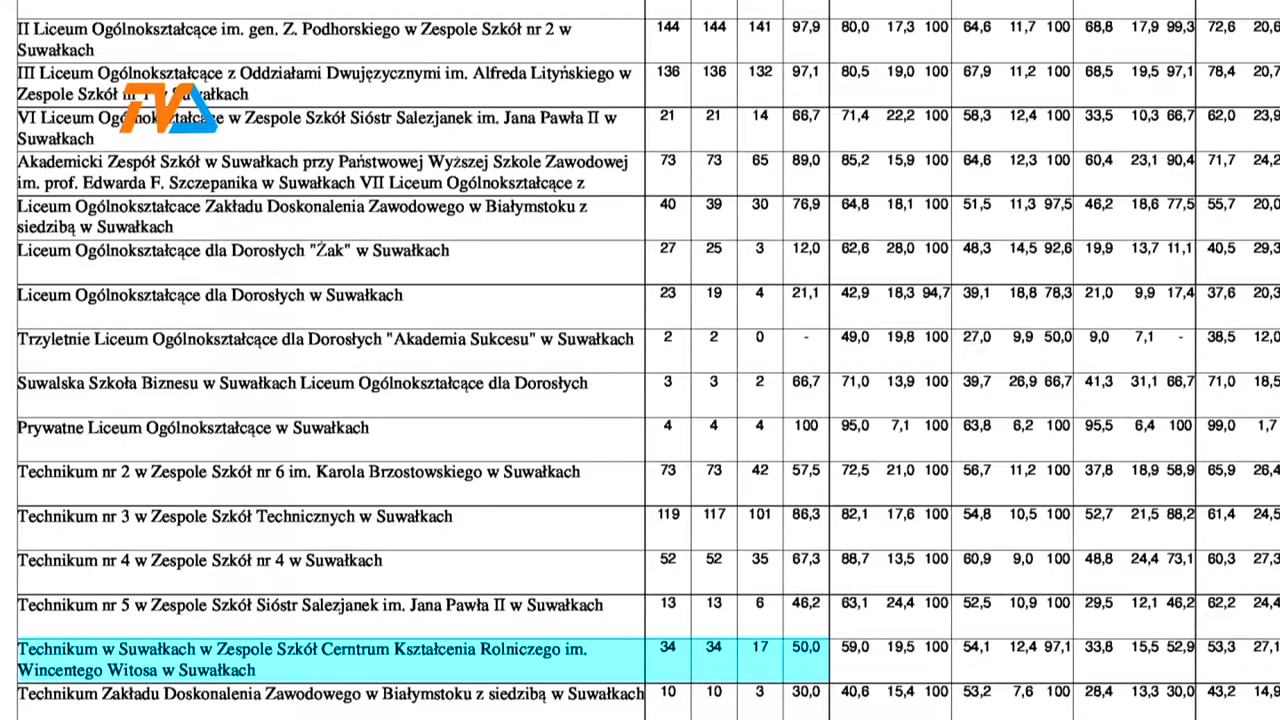 II Liceum Ogólnokształcące im. gen. Z. Podhorskiego w Zespole Szkół nr 2 w 144 144 141 97,9 80,0 17,3 100 64,6 11,7 100 68,8 17,9 99,3 72,6 20,6
Suwałkach
III Liceum Ogólnokształcące z Oddziałami Dwujęzycznymi im. Alfreda Lityńskiego w 136 136 132 97,1 80,5 19,0 100 67,9 11,2 100 68,5 19,5 97,1 78,4 20,7
Zespole Szkół nr 1 w Suwałkach
VI Liceum Ogólnokształcące w Zespole Szkół Sióstr Salezjanek im. Jana Pawła II w 21 21 14 66,7 71,4 22,2 100 58,3 12,4 100 33,5 10,3 66,7 62,0 23,9
Suwałkach
Akademicki Zespół Szkół w Suwałkach przy Państwowej Wyższej Szkole Zawodowej 73 73 65 89,0 85,2 15,9 100 64,6 12,3 100 60,4 23,1 90,4 71,7 24,2
im. prof. Edwarda F. Szczepanika w Suwałkach VII Liceum Ogólnokształcące z
Liceum Ogólnokształcace Zakładu Doskonalenia Zawodowego w Białymstoku z 40 39 30 76,9 64,8 18,1 100 51,5 11,3 97,5 46,2 18,6 77,5 55,7 20,0
siedzibą w Suwałkach
Liceum Ogólnokształcące dla Dorosłych "Żak" w Suwałkach 27 25 3 12,0 62,6 28,0 100 48,3 14,5 92,6 19,9 13,7 11,1 40,5 29,3
Liceum Ogólnokształcące dla Dorosłych w Suwałkach 23 19 4 21,1 42,9 18,3 94,7 39,1 18,8 78,3 21,0 9,9 17,4 37,6 20,3
Trzyletnie Liceum Ogólnokształcące dla Dorosłych "Akademia Sukcesu" w Suwałkach 2 2 0 - 49,0 19,8 100 27,0 9,9 50,0 9,0 7,1 - 38,5 12,0
Suwalska Szkoła Biznesu w Suwałkach Liceum Ogólnokształcące dla Dorosłych 3 3 2 66,7 71,0 13,9 100 39,7 26,9 66,7 41,3 31,1 66,7 71,0 18,5
Prywatne Liceum Ogólnokształcące w Suwałkach 4 4 4 100 95,0 7,1 100 63,8 6,2 100 95,5 6,4 100 99,0 1,7
Technikum nr 2 w Zespole Szkół nr 6 im. Karola Brzostowskiego w Suwałkach 73 73 42 57,5 72,5 21,0 100 56,7 11,2 100 37,8 18,9 58,9 65,9 26,4
Technikum nr 3 w Zespole Szkół Technicznych w Suwałkach 119 117 101 86,3 82,1 17,6 100 54,8 10,5 100 52,7 21,5 88,2 61,4 24,5
Technikum nr 4 w Zespole Szkół nr 4 w Suwałkach 52 52 35 67,3 88,7 13,5 100 60,9 9,0 100 48,8 24,4 73,1 60,3 27,3
Technikum nr 5 w Zespole Szkół Sióstr Salezjanek im. Jana Pawła II w Suwałkach 13 13 6 46,2 63,1 24,4 100 52,5 10,9 100 29,5 12,1 46,2 62,2 24,4
Technikum w Suwałkach w Zespole Szkół Cerntrum Kształcenia Rolniczego im. 34 34 17 50,0 59,0 19,5 100 54,1 12,4 97,1 33,8 15,5 52,9 53,3 27,1
Wincentego Witosa w Suwałkach
Technikum Zakładu Doskonalenia Zawodowego w Białymstoku z siedzibą w Suwałkach 10 10 3 30,0 40,6 15,4 100 53,2 7,6 100 28,4 13,3 30,0 43,2 14,9